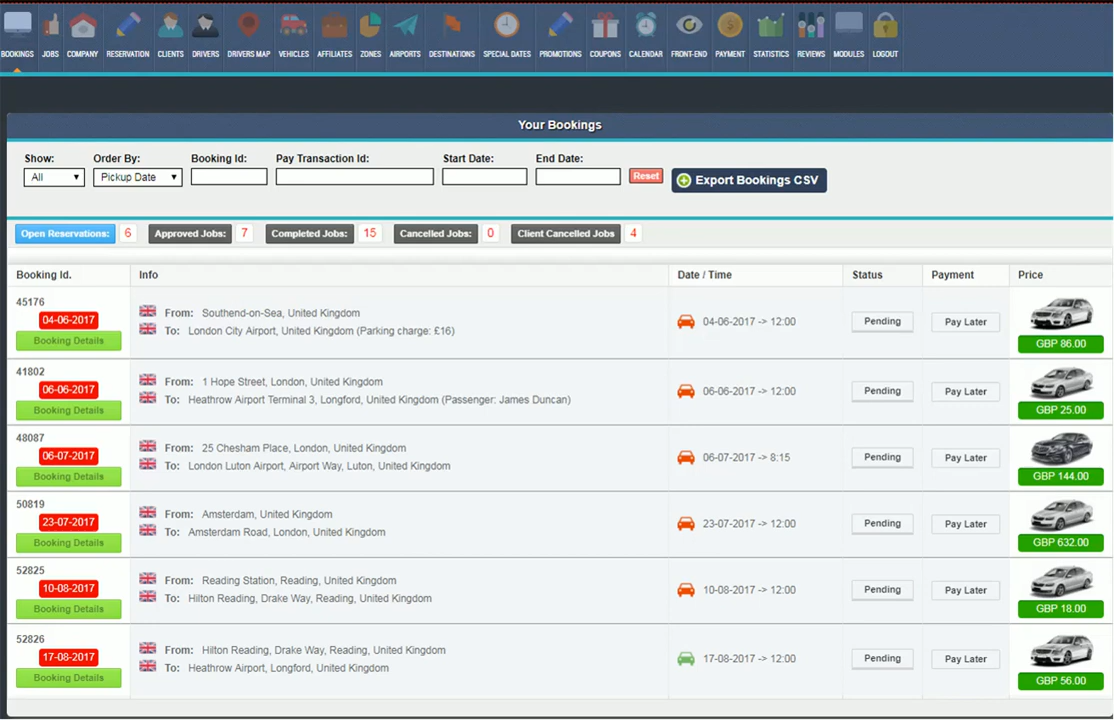 BOOKINGS JOBS COMPANY RESERVATION CLIENTS DRIVERS DRIVERS MAP VEHICLES AFFILIATES ZONES AIRPORTS DESTINATIONS SPECIAL DATES PROMOTIONS COUPONS CALENDAR FRONT-END PAYMENT STATISTICS REVIEWS MODULES LOGOUT
Your Bookings
Show: Order By: Booking Id: Pay Transaction Id: Start Date: End Date:
All Pickup Date Reset Export Bookings CSV
Open Reservations: 6 Approved Jobs: 7 Completed Jobs: 15 Cancelled Jobs: 0 Client Cancelled Jobs 4
Booking Id. Info Date / Time Status Payment Price
45176
04-06-2017
Booking Details
From: Southend-on-Sea, United Kingdom
To: London City Airport, United Kingdom (Parking charge: £16)
04-06-2017 -> 12:00 Pending Pay Later
GBP 86.00
41802
06-06-2017
Booking Details
From: 1 Hope Street, London, United Kingdom
To: Heathrow Airport Terminal 3, Longford, United Kingdom (Passenger: James Duncan)
06-06-2017 -> 12:00 Pending Pay Later
GBP 25.00
48087
06-07-2017
Booking Details
From: 25 Chesham Place, London, United Kingdom
To: London Luton Airport, Airport Way, Luton, United Kingdom
06-07-2017 -> 8:15 Pending Pay Later
GBP 144.00
50819
23-07-2017
Booking Details
From: Amsterdam, United Kingdom
To: Amsterdam Road, London, United Kingdom
23-07-2017 -> 12:00 Pending Pay Later
GBP 632.00
52825
10-08-2017
Booking Details
From: Reading Station, Reading, United Kingdom
To: Hilton Reading, Drake Way, Reading, United Kingdom
10-08-2017 -> 12:00 Pending Pay Later
GBP 18.00
52826
17-08-2017
Booking Details
From: Hilton Reading, Drake Way, Reading, United Kingdom
To: Heathrow Airport, Longford, United Kingdom
17-08-2017 -> 12:00 Pending Pay Later
GBP 56.00